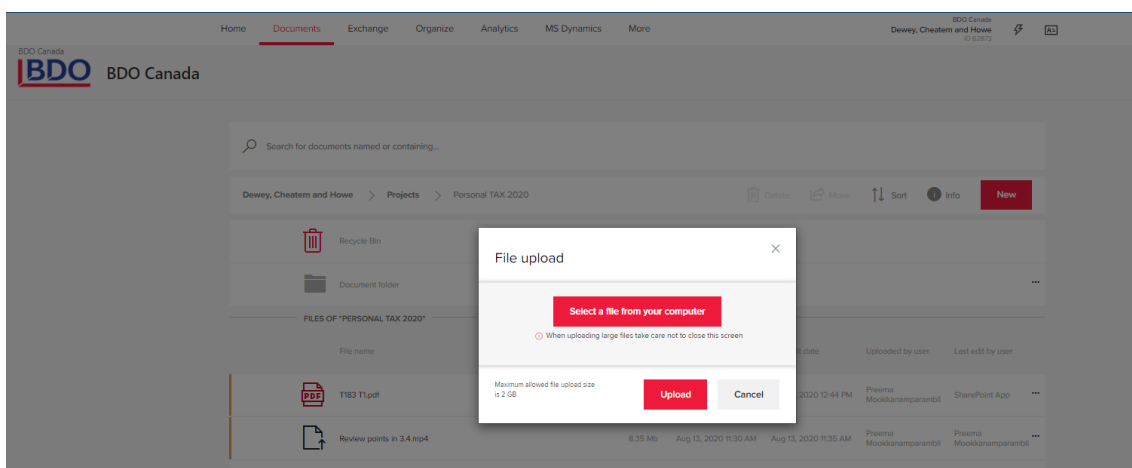 BDO Canada
Home Documents Exchange Organize Analytics MS Dynamics More Dewey, Cheatem and Howe
ID 62873
BDO Canada
BDO BDO Canada
Search for documents named or containing...
Dewey, Cheatem and Howe > Projects > Personal TAX 2020 Delete Move Sort Info New
Recycle Bin
File upload
Document folder
Select a file from your computer
FILES OF "PERSONAL TAX 2020"
When uploading large files take care not to close this screen
File name date Uploaded by user Last edit by user
Maximum allowed file upload size
is 2 GB
Upload Cancel
PDF T183 T1.pdf 2020 12:44 PM Preema
Mookkanamparambil SharePoint App
Review points in 3.4.mp4 8.35 Mb Aug 13, 2020 11:30 AM Aug 13, 2020 11:35 AM Preema
Mookkanamparambil Preema
Mookkanamparambil